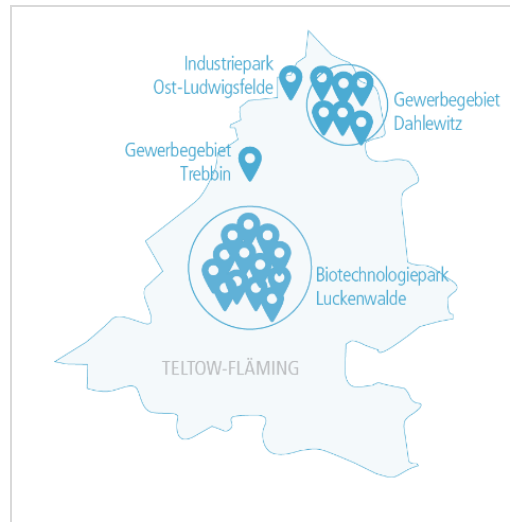 Industriepark
Ost-Ludwigsfelde
Gewerbegebiet
Dahlewitz
Gewerbegebiet
Trebbin
Biotechnologiepark
Luckenwalde
TELTOW-FLÄMING